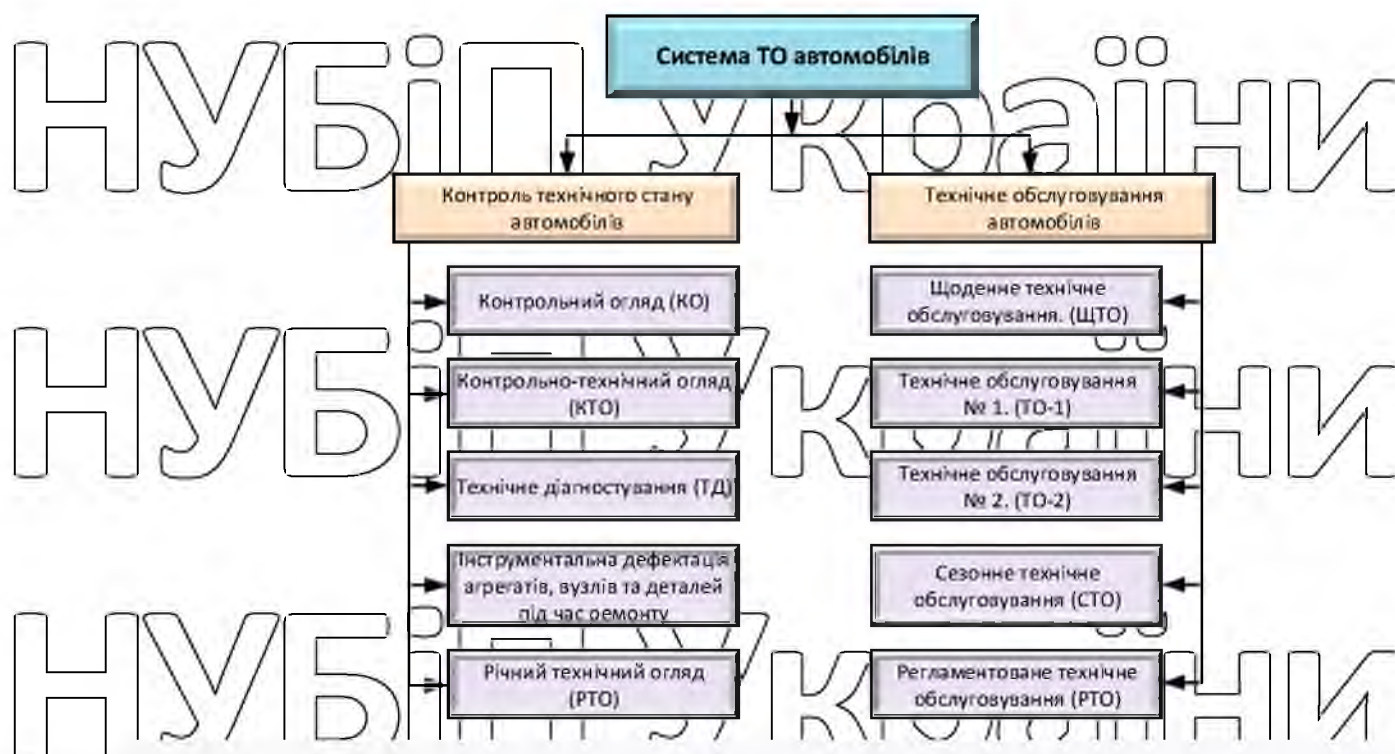 НУБіП України
Система ТО автомобілів
Контроль технічного стану
автомобілів
Технічне обслуговування
автомобілів
Контрольний огляд (КО)
Щоденне технічне
обслуговування. (ЩТО)
НУБіП України
Контрольно-технічний огляд
(КТО)
Технічне обслуговування
№ 1. (ТО-1)
Технічне діагностування (ТД)
Технічне обслуговування
№ 2. (ТО-2)
Інструментальна дефектація
агрегатів, вузлів та деталей
під час ремонту
Сезонне технічне
обслуговування (СТО)
НУБіП України
Річний технічний огляд
(РТО)
Регламентоване технічне
обслуговування (РТО)